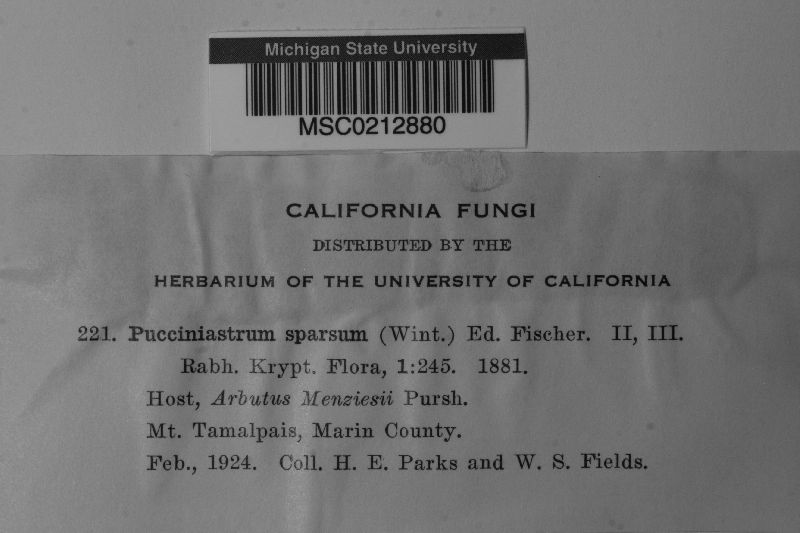 Michigan State University
MSC0212880
CALIFORNIA FUNGI
DISTRIBUTED BY THE
HERBARIUM OF THE UNIVERSITY OF CALIFORNIA
221. Pucciniastrum sparsum (Wint.) Ed. Fischer. II, III.
Rabh. Krypt. Flora, 1:245. 1881.
Host, Arbutus Menziesii Pursh.
Mt. Tamalpais, Marin County.
Feb., 1924. Coll. H. E. Parks and W. S. Fields.